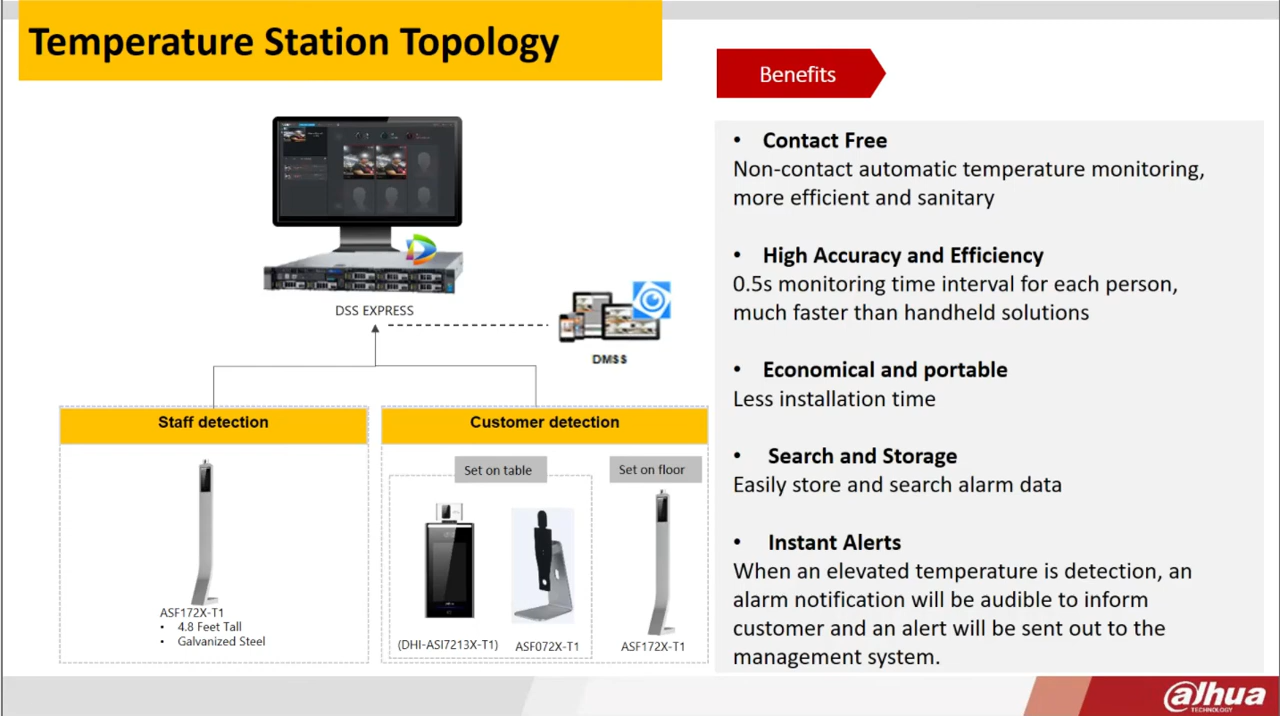 Temperature Station Topology
Benefits
• Contact Free
Non-contact automatic temperature monitoring,
more efficient and sanitary
• High Accuracy and Efficiency
0.5s monitoring time interval for each person,
much faster than handheld solutions
• Economical and portable
Less installation time
• Search and Storage
Easily store and search alarm data
• Instant Alerts
When an elevated temperature is detection, an
alarm notification will be audible to inform
customer and an alert will be sent out to the
management system.
DSS EXPRESS
DMSS
Staff detection
ASF172X-T1
• 4.8 Feet Tall
• Galvanized Steel
Customer detection
Set on table
Set on floor
(DHI-ASI7213X-T1)
ASF072X-T1
ASF172X-T1
alhua
TECHNOLOGY